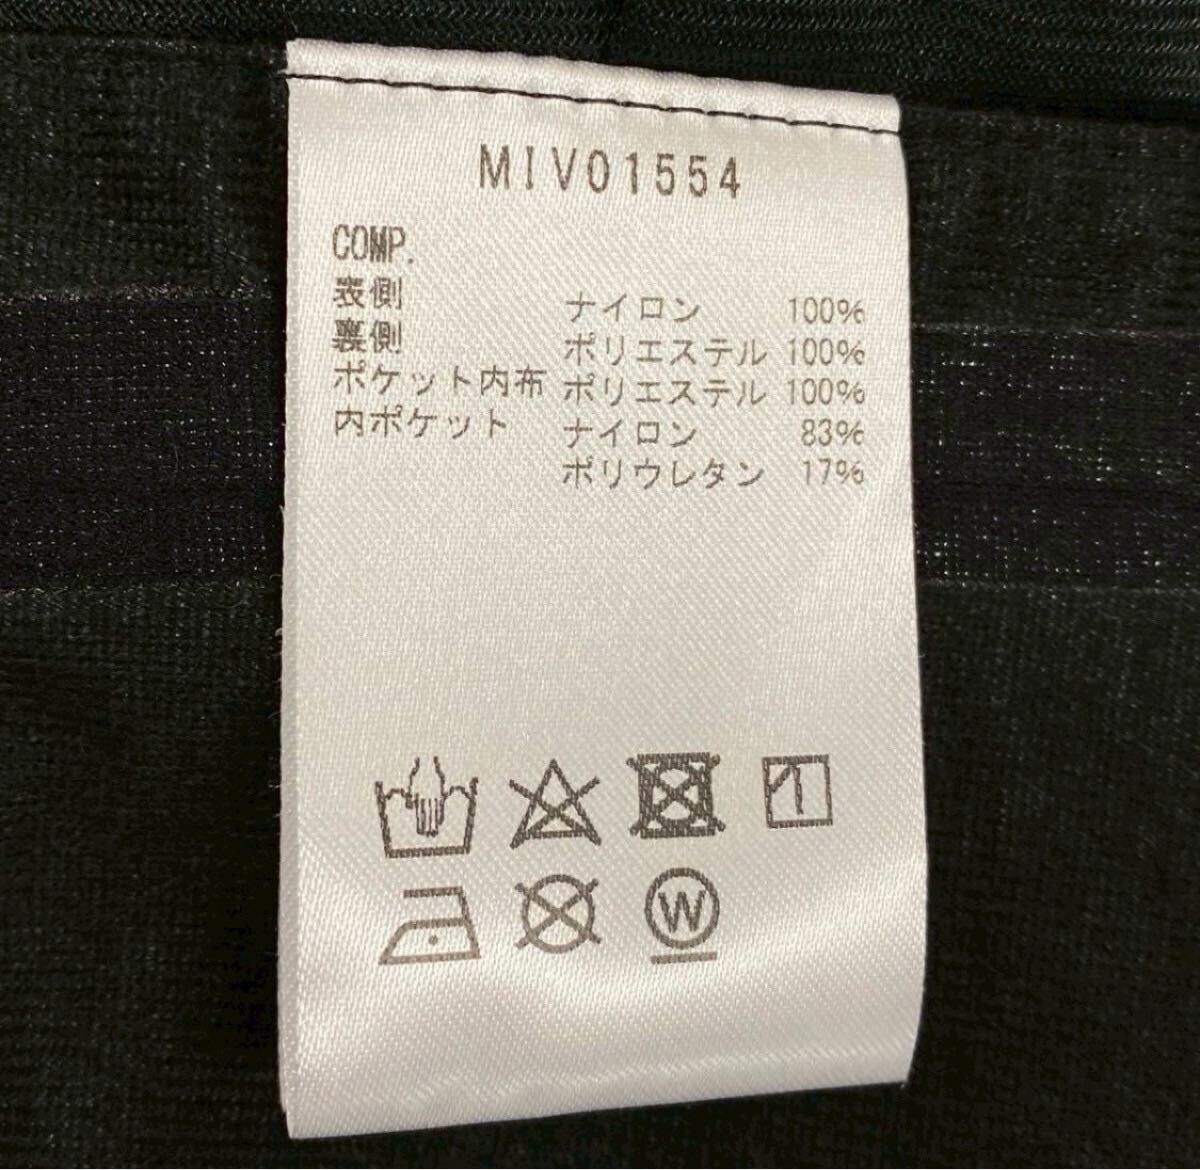 MIV01554
COMP.
表側 ナイロン 100%
裏側 ポリエステル 100%
ポケット内布 ポリエステル 100%
内ポケット ナイロン 83%
ポリウレタン 17%
W